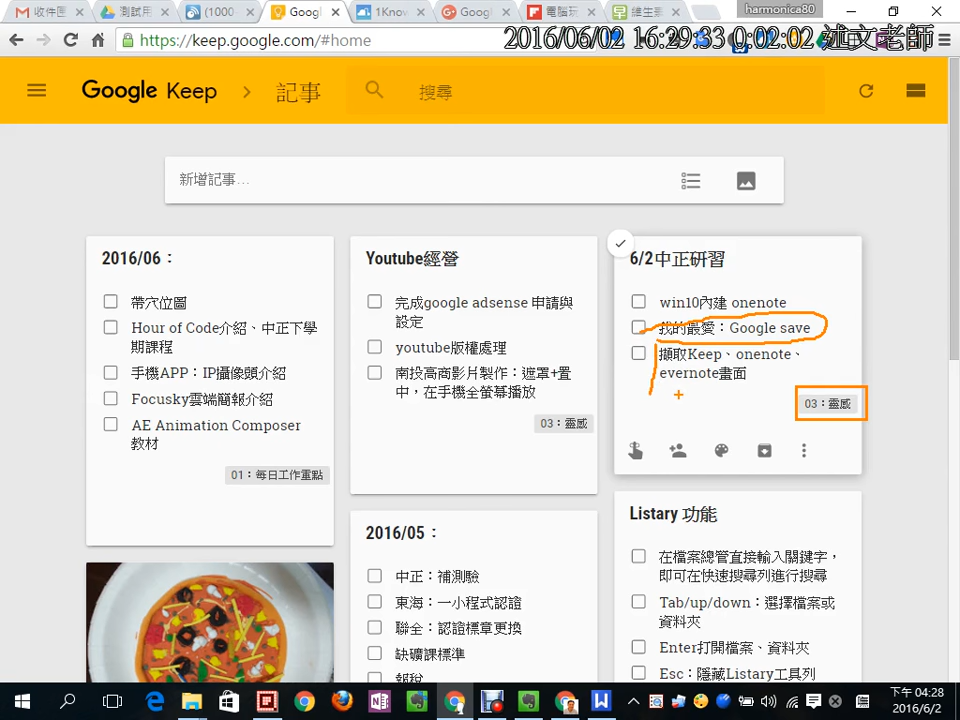 收件匣
測試用
(1000
Googl
1Know
Googl
電腦玩
維生素
harmonica80
https://keep.google.com/#home
2016/06/02 16:29:33 0:02:02 述文老師
Google Keep > 記事
搜尋
新增記事...
2016/06：
帶穴位圖
Hour of Code介紹、中正下學
期課程
手機APP：IP攝像頭介紹
Focusky雲端簡報介紹
AE Animation Composer
教材
01：每日工作重點
Youtube經營
完成google adsense 申請與
設定
youtube版權處理
南投高商影片製作：遮罩+置
中，在手機全螢幕播放
03：靈感
6/2中正研習
win10內建 onenote
我的最愛：Google save
擷取Keep、onenote、
evernote畫面
03：靈感
2016/05：
中正：補測驗
東海：一小程式認證
聯全：認證標章更換
缺礦課標準
報稅
Listary 功能
在檔案總管直接輸入關鍵字，
即可在快速搜尋列進行搜尋
Tab/up/down：選擇檔案或
資料夾
Enter打開檔案、資料夾
Esc：隱藏Listary工具列
下午 04:28
2016/6/2